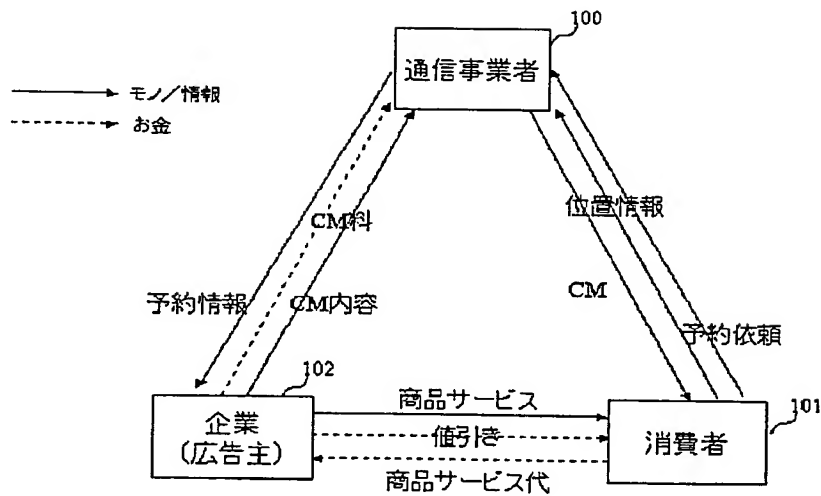 100
通信事業者
モノ/情報
お金
CM料
位置情報
予約情報
CM内容
CM
予約依頼
102
企業
(広告主)
商品サービス
値引き
商品サービス代
消費者
101